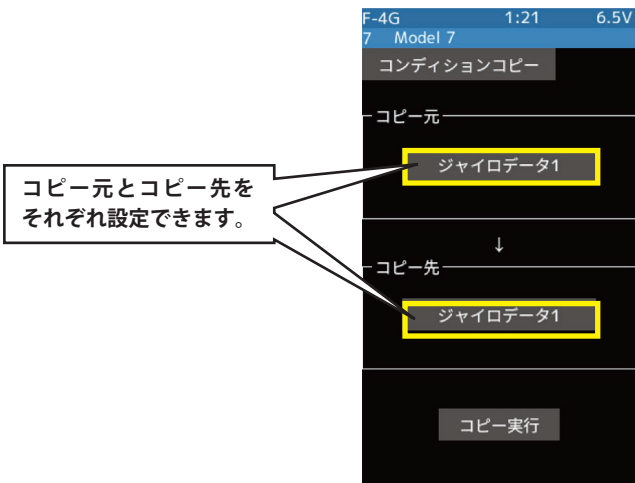 F-4G 1:21 6.5V
7 Model 7
コンディションコピー
コピー元
ジャイロデータ1
コピー元とコピー先を
それぞれ設定できます。
↓
コピー先
ジャイロデータ1
コピー実行